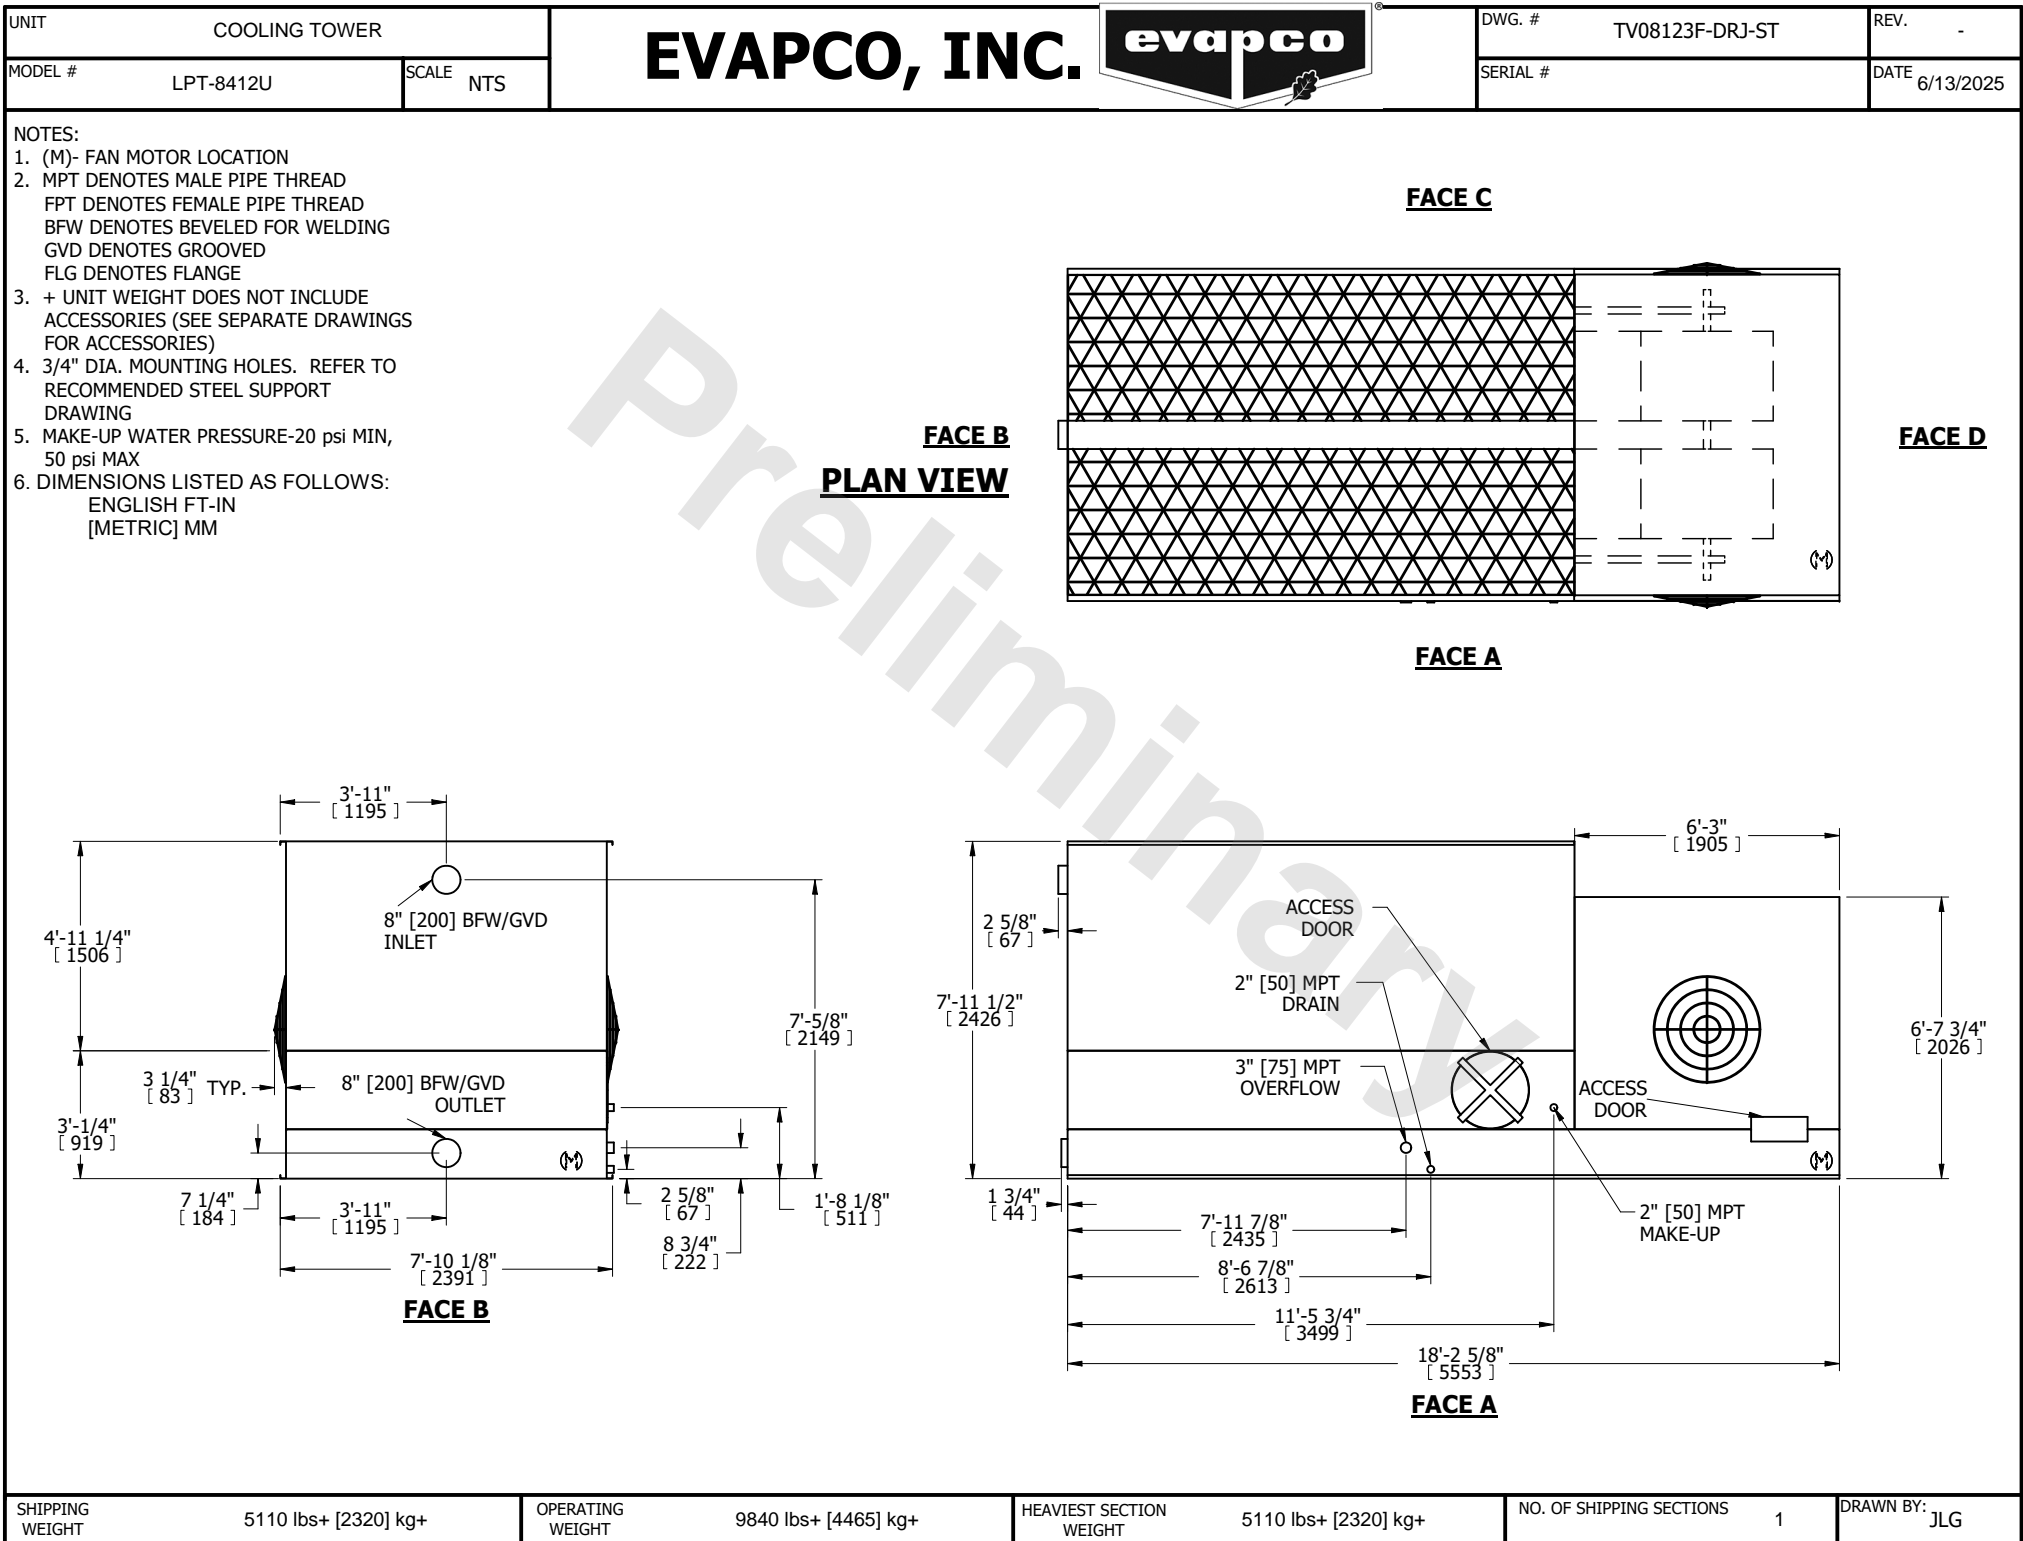 UNIT
COOLING TOWER
MODEL #
LPT-8412U
SCALE
NTS
EVAPCO, INC.
evapco
®
DWG. #
TV08123F-DRJ-ST
REV.
-
SERIAL #
DATE
6/13/2025
NOTES:
1. (M)- FAN MOTOR LOCATION
2. MPT DENOTES MALE PIPE THREAD
FPT DENOTES FEMALE PIPE THREAD
BFW DENOTES BEVELED FOR WELDING
GVD DENOTES GROOVED
FLG DENOTES FLANGE
3. + UNIT WEIGHT DOES NOT INCLUDE
ACCESSORIES (SEE SEPARATE DRAWINGS
FOR ACCESSORIES)
4. 3/4" DIA. MOUNTING HOLES. REFER TO
RECOMMENDED STEEL SUPPORT
DRAWING
5. MAKE-UP WATER PRESSURE-20 psi MIN,
50 psi MAX
6. DIMENSIONS LISTED AS FOLLOWS:
ENGLISH FT-IN
[METRIC] MM
Preliminary
FACE C
FACE B
PLAN VIEW
FACE D
(M)
FACE A
3'-11"
[ 1195 ]
8" [200] BFW/GVD
INLET
4'-11 1/4"
[ 1506 ]
7'-5/8"
[ 2149 ]
3 1/4"
[ 83 ]
TYP.
8" [200] BFW/GVD
OUTLET
3'-1/4"
[ 919 ]
(M)
7 1/4"
[ 184 ]
3'-11"
[ 1195 ]
2 5/8"
[ 67 ]
1'-8 1/8"
[ 511 ]
8 3/4"
[ 222 ]
7'-10 1/8"
[ 2391 ]
FACE B
6'-3"
[ 1905 ]
2 5/8"
[ 67 ]
ACCESS
DOOR
2" [50] MPT
DRAIN
7'-11 1/2"
[ 2426 ]
6'-7 3/4"
[ 2026 ]
3" [75] MPT
OVERFLOW
ACCESS
DOOR
(M)
1 3/4"
[ 44 ]
2" [50] MPT
MAKE-UP
7'-11 7/8"
[ 2435 ]
8'-6 7/8"
[ 2613 ]
11'-5 3/4"
[ 3499 ]
18'-2 5/8"
[ 5553 ]
FACE A
SHIPPING
WEIGHT
5110 lbs+ [2320] kg+
OPERATING
WEIGHT
9840 lbs+ [4465] kg+
HEAVIEST SECTION
WEIGHT
5110 lbs+ [2320] kg+
NO. OF SHIPPING SECTIONS
1
DRAWN BY:
JLG